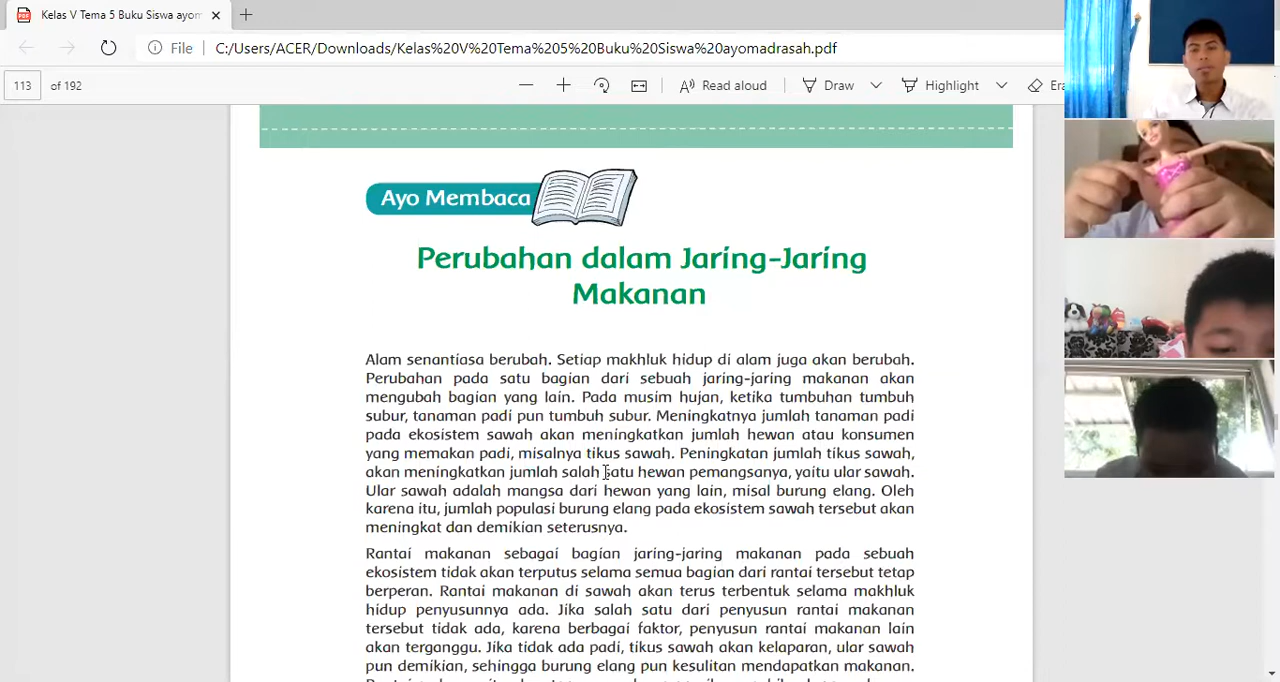 Kelas V Tema 5 Buku Siswa ayom
File
C:/Users/ACER/Downloads/Kelas%20V%20Tema%205%20Buku%20Siswa%20ayomadrasah.pdf
113 of 192
Read aloud
Draw
Highlight
Era
Ayo Membaca
Perubahan dalam Jaring-Jaring
Makanan
Alam senantiasa berubah. Setiap makhluk hidup di alam juga akan berubah.
Perubahan pada satu bagian dari sebuah jaring-jaring makanan akan
mengubah bagian yang lain. Pada musim hujan, ketika tumbuhan tumbuh
subur, tanaman padi pun tumbuh subur. Meningkatnya jumlah tanaman padi
pada ekosistem sawah akan meningkatkan jumlah hewan atau konsumen
yang memakan padi, misalnya tikus sawah. Peningkatan jumlah tikus sawah,
akan meningkatkan jumlah salah satu hewan pemangsanya, yaitu ular sawah.
Ular sawah adalah mangsa dari hewan yang lain, misal burung elang. Oleh
karena itu, jumlah populasi burung elang pada ekosistem sawah tersebut akan
meningkat dan demikian seterusnya.
Rantai makanan sebagai bagian jaring-jaring makanan pada sebuah
ekosistem tidak akan terputus selama semua bagian dari rantai tersebut tetap
berperan. Rantai makanan di sawah akan terus terbentuk selama makhluk
hidup penyusunnya ada. Jika salah satu dari penyusun rantai makanan
tersebut tidak ada, karena berbagai faktor, penyusun rantai makanan lain
akan terganggu. Jika tidak ada padi, tikus sawah akan kelaparan, ular sawah
pun demikian, sehingga burung elang pun kesulitan mendapatkan makanan.